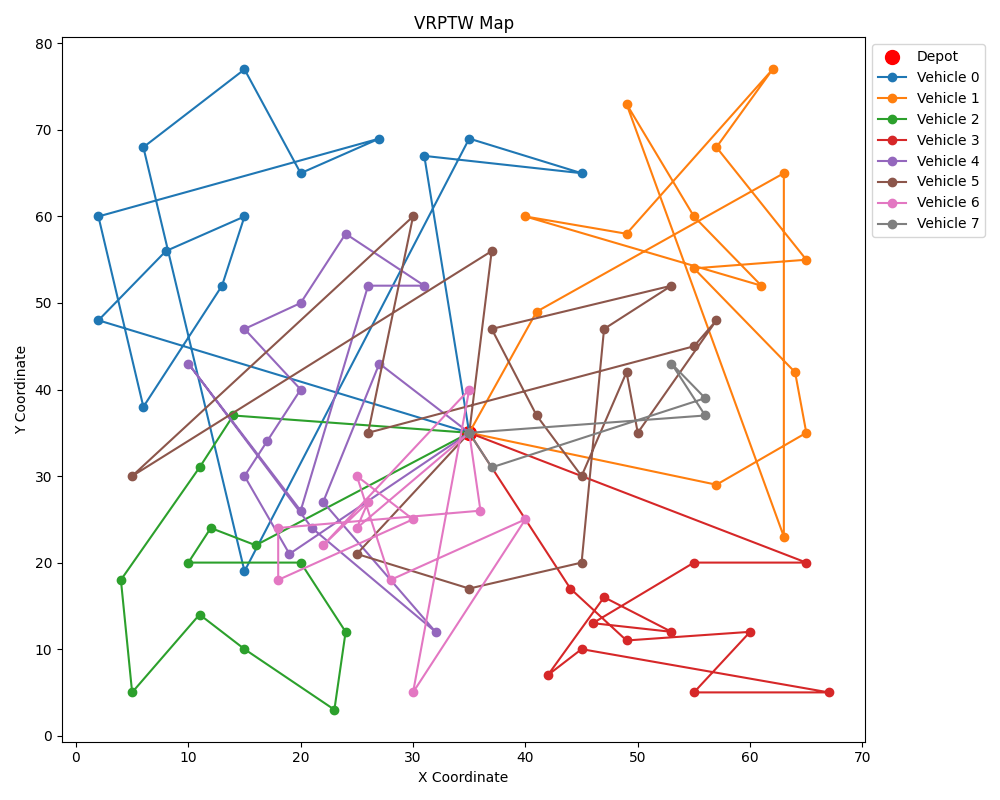 VRPTW Map
Depot
Vehicle 0
Vehicle 1
Vehicle 2
Vehicle 3
Vehicle 4
Vehicle 5
Vehicle 6
Vehicle 7
80
70
60
50
40
30
20
10
0
Y Coordinate
0 10 20 30 40 50 60 70
X Coordinate